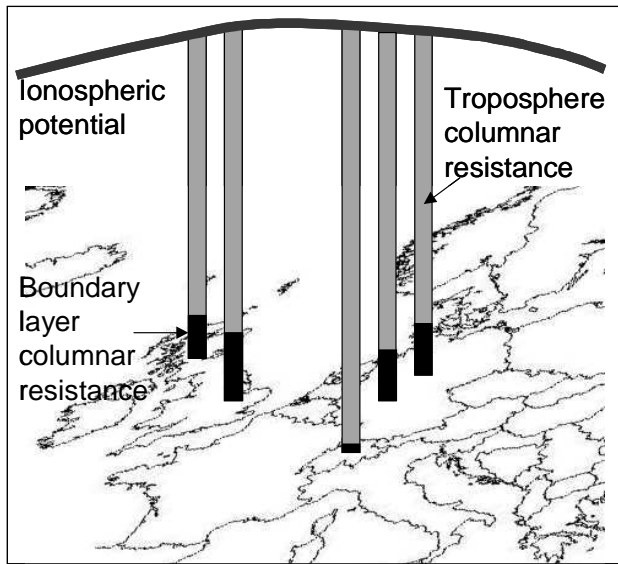 Ionospheric
potential
Troposphere
columnar
resistance
Boundary
layer
columnar
resistance